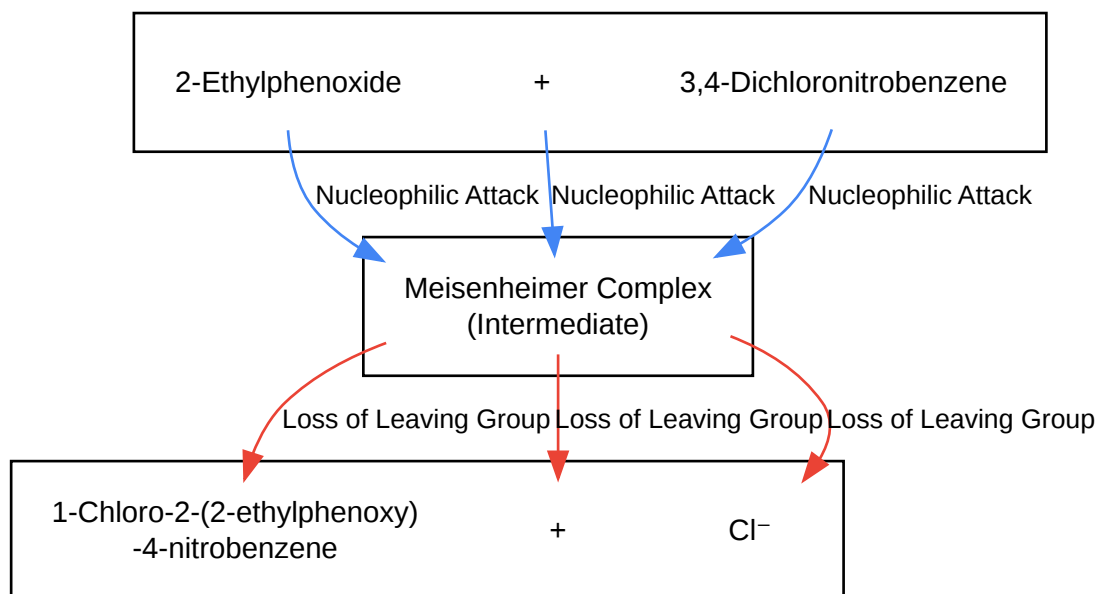 2-Ethylphenoxide + 3,4-Dichloronitrobenzene
Nucleophilic Attack Nucleophilic Attack Nucleophilic Attack
Meisenheimer Complex
(Intermediate)
Loss of Leaving Group Loss of Leaving Group Loss of Leaving Group
1-Chloro-2-(2-ethylphenoxy)
-4-nitrobenzene + Cl⁻